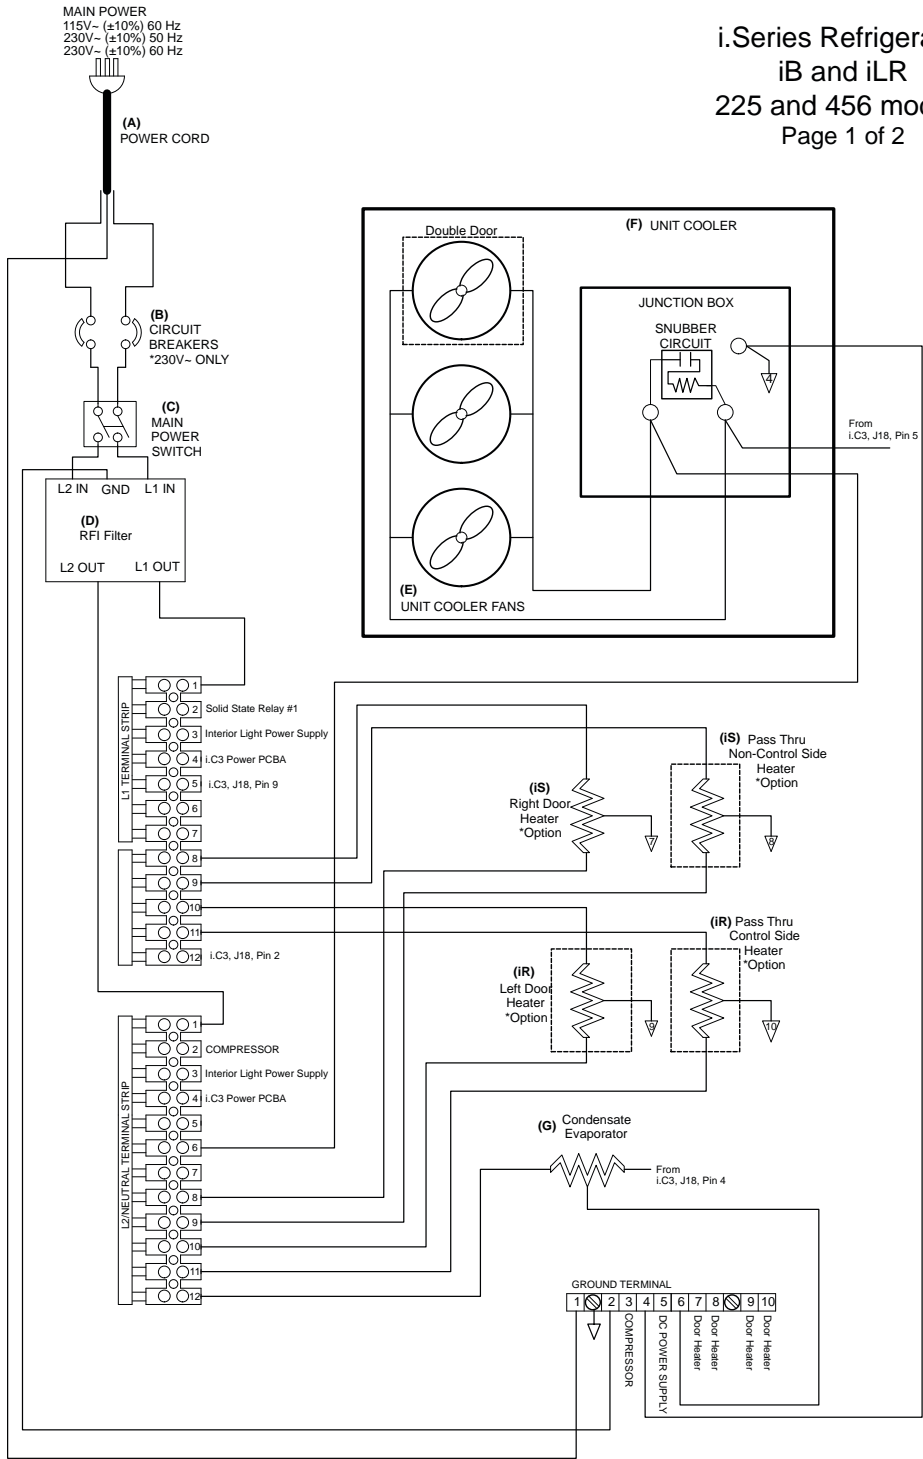 MAIN POWER
115V~ (±10%) 60 Hz
230V~ (±10%) 50 Hz
230V~ (±10%) 60 Hz
i.Series Refrigera
iB and iLR
225 and 456 mo
Page 1 of 2
(A)
POWER CORD
(B)
CIRCUIT
BREAKERS
*230V~ ONLY
(C)
MAIN
POWER
SWITCH
L2 IN GND L1 IN
(D)
RFI Filter
L2 OUT L1 OUT
(F) UNIT COOLER
Double Door
JUNCTION BOX
SNUBBER
CIRCUIT
4
From
i.C3, J18, Pin 5
(E)
UNIT COOLER FANS
L1 TERMINAL STRIP
1
2 Solid State Relay #1
3 Interior Light Power Supply
4 i.C3 Power PCBA
5 i.C3, J18, Pin 9
6
7
8
9
10
11
12 i.C3, J18, Pin 2
(iS)
Right Door
Heater
*Option
7
(iS) Pass Thru
Non-Control Side
Heater
*Option
8
(iR)
Left Door
Heater
*Option
9
(iR) Pass Thru
Control Side
Heater
*Option
10
L2/NEUTRAL TERMINAL STRIP
1
2 COMPRESSOR
3 Interior Light Power Supply
4 i.C3 Power PCBA
5
6
7
8
9
10
11
12
(G) Condensate
Evaporator
From
i.C3, J18, Pin 4
GROUND TERMINAL
1 2 3 4 5 6 7 8 9 10
COMPRESSOR
DC POWER SUPPLY
Door Heater
Door Heater
Door Heater
Door Heater